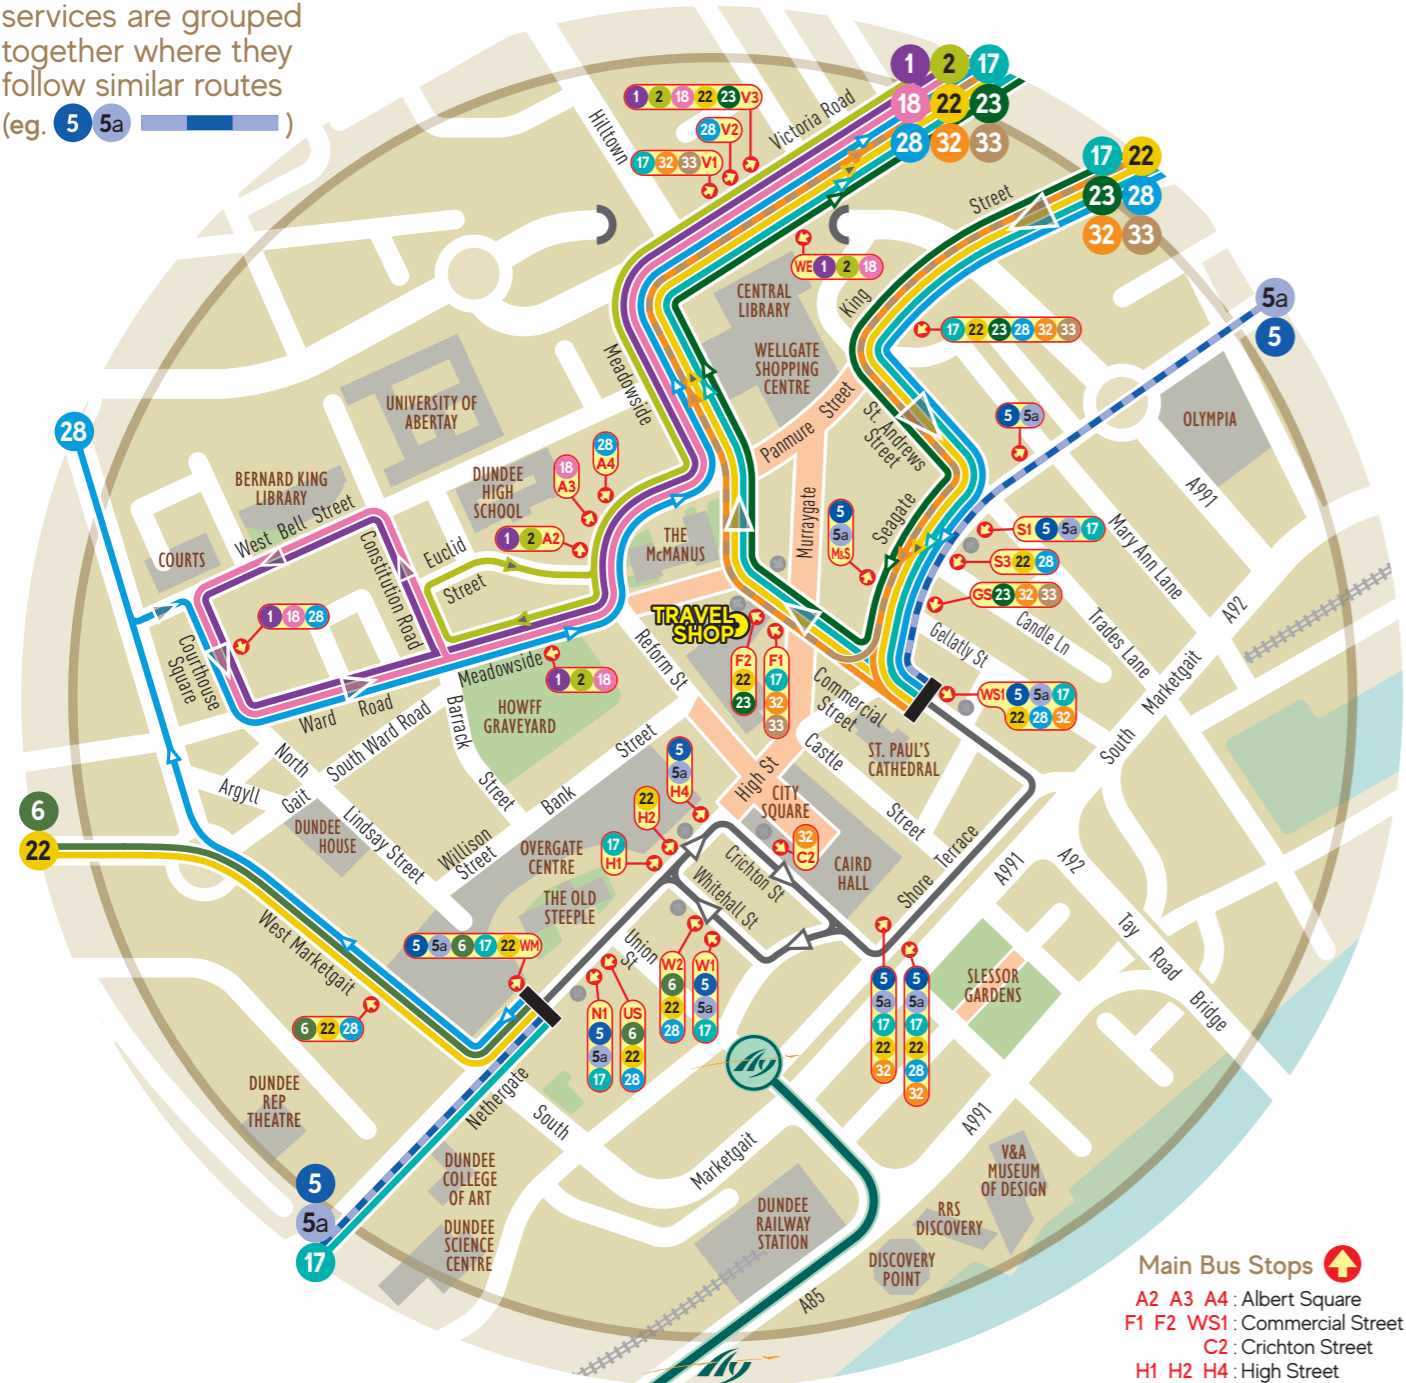 services are grouped
together where they
follow similar routes
(eg. 5 5a )
1 2 17
18 22 23
28 32 33
1 2 18 22 23 V3
28 V2
17 32 33 V1
Hilltown
Victoria Road
17 22
23 28
32 33
Street
King
WE 1 2 18
CENTRAL
LIBRARY
WELLGATE
SHOPPING
CENTRE
17 22 23 28 32 33
5a
5
Meadowside
UNIVERSITY OF
ABERTAY
Panmure Street
St. Andrews
Street
5 5a
OLYMPIA
A991
28
28
A4
18
A3
DUNDEE
HIGH
SCHOOL
BERNARD KING
LIBRARY
West Bell Street
1 2 A2
THE
McMANUS
Murraygate
5
5a
M&S
Seagate
S1 5 5a 17
S3 22 28
GS 23 32 33
Mary Ann Lane
COURTS
Constitution Road
Euclid
Street
1 18 28
TRAVEL
SHOP
Gellatly St
Candle Ln
Trades Lane
A92
Courthouse
Square
Reform St
F2
22
23
F1
17
32
33
Meadowside
1 2 18
HOWFF
GRAVEYARD
Ward Road
Barrack
Street
Commercial
Street
WS1 5 5a 17
22 28 32
South Marketgait
North
Gait
South Ward Road
Argyll
Lindsay Street
DUNDEE
HOUSE
Willison
Street
Bank
Street
5
5a
H4
High St
Castle
Street
CITY
SQUARE
ST. PAUL'S
CATHEDRAL
6
22
22
H2
17
H1
OVERGATE
CENTRE
THE OLD
STEEPLE
32
C2
CAIRD
HALL
Crichton St
Whitehall St
Shore Terrace
A991
A92
West Marketgait
5 5a 6 17 22 WM
6 22 28
Union
St
N1
5
5a
17
US
6
22
28
W2
6
22
28
W1
5
5a
17
5
5a
17
22
32
5
5a
17
22
28
32
SLESSOR
GARDENS
Tay Road Bridge
DUNDEE
REP
THEATRE
Nethergate
South
Marketgait
fly
A991
V&A
MUSEUM
OF DESIGN
RRS
DISCOVERY
DISCOVERY
POINT
5
5a
17
DUNDEE
COLLEGE
OF ART
DUNDEE
SCIENCE
CENTRE
DUNDEE
RAILWAY
STATION
A85
fly
Main Bus Stops
A2 A3 A4 : Albert Square
F1 F2 WS1 : Commercial Street
C2 : Crichton Street
H1 H2 H4 : High Street